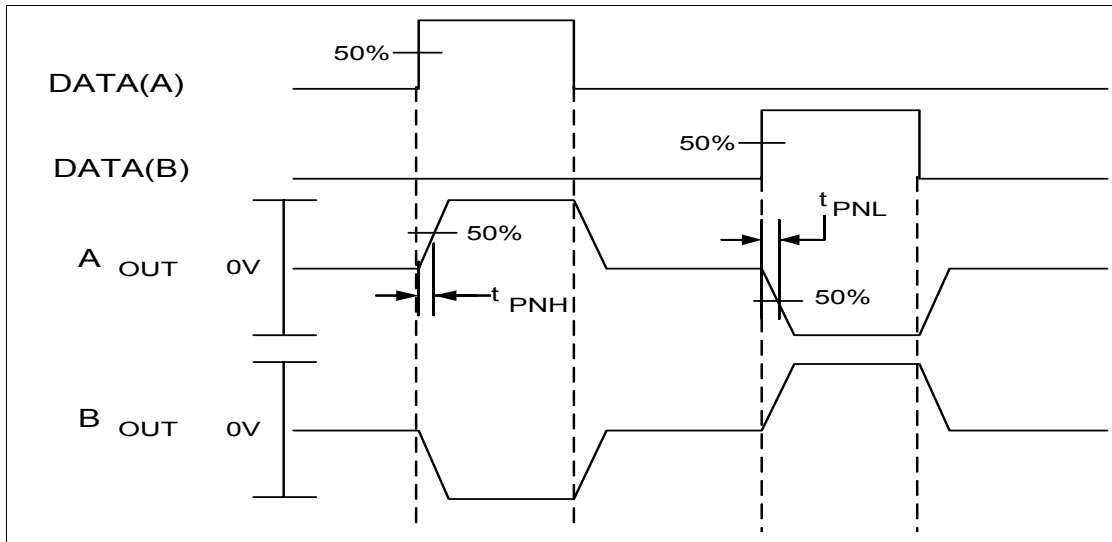 50%
DATA(A)
50%
DATA(B)
t PNL
50%
A OUT 0V
t PNH
50%
B OUT 0V